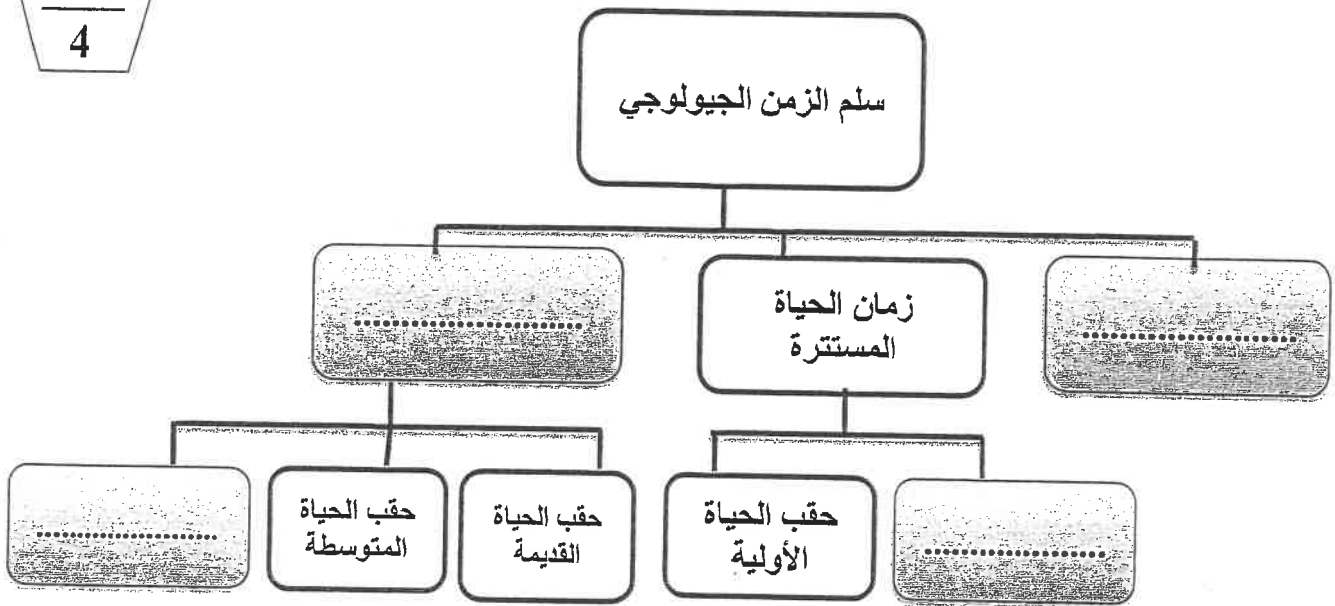 4
سلم الزمن الجيولوجي
زمان الحياة
المستترة
....................
....................
حقب الحياة
الأولية
....................
حقب الحياة
القديمة
حقب الحياة
المتوسطة
....................